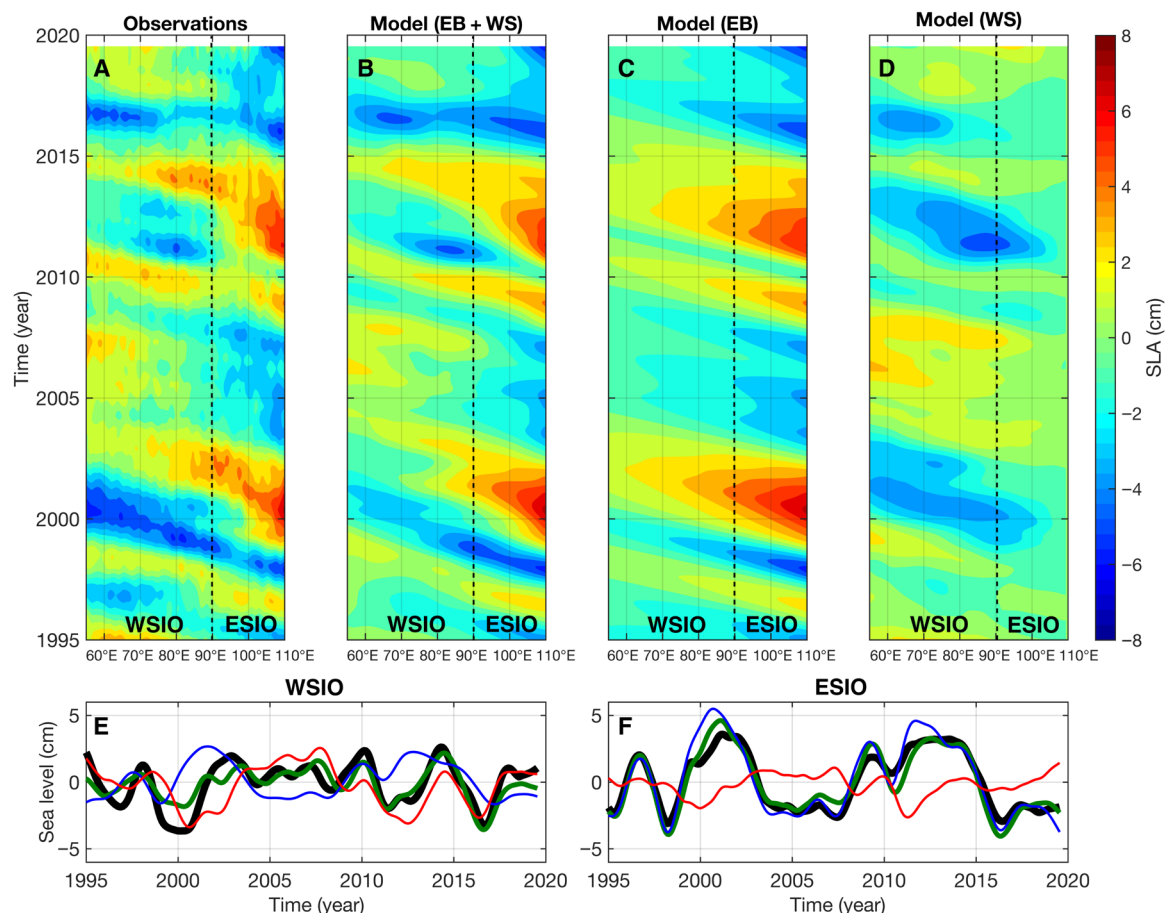 Observations Model (EB + WS) Model (EB) Model (WS)
2020 8
A B C D
6
2015
4
2
2010
Time (year)
0
SLA (cm)
2005
−2
−4
2000
−6
WSIO ESIO WSIO ESIO WSIO ESIO WSIO ESIO
1995 −8
60°E 70°E 80°E 90°E 100°E 110°E 60°E 70°E 80°E 90°E 100°E 110°E 60°E 70°E 80°E 90°E 100°E 110°E 60°E 70°E 80°E 90°E 100°E 110°E
WSIO ESIO
E F
Sea level (cm)
5 5
0 0
−5 −5
1995 2000 2005 2010 2015 2020 1995 2000 2005 2010 2015 2020
Time (year) Time (year)